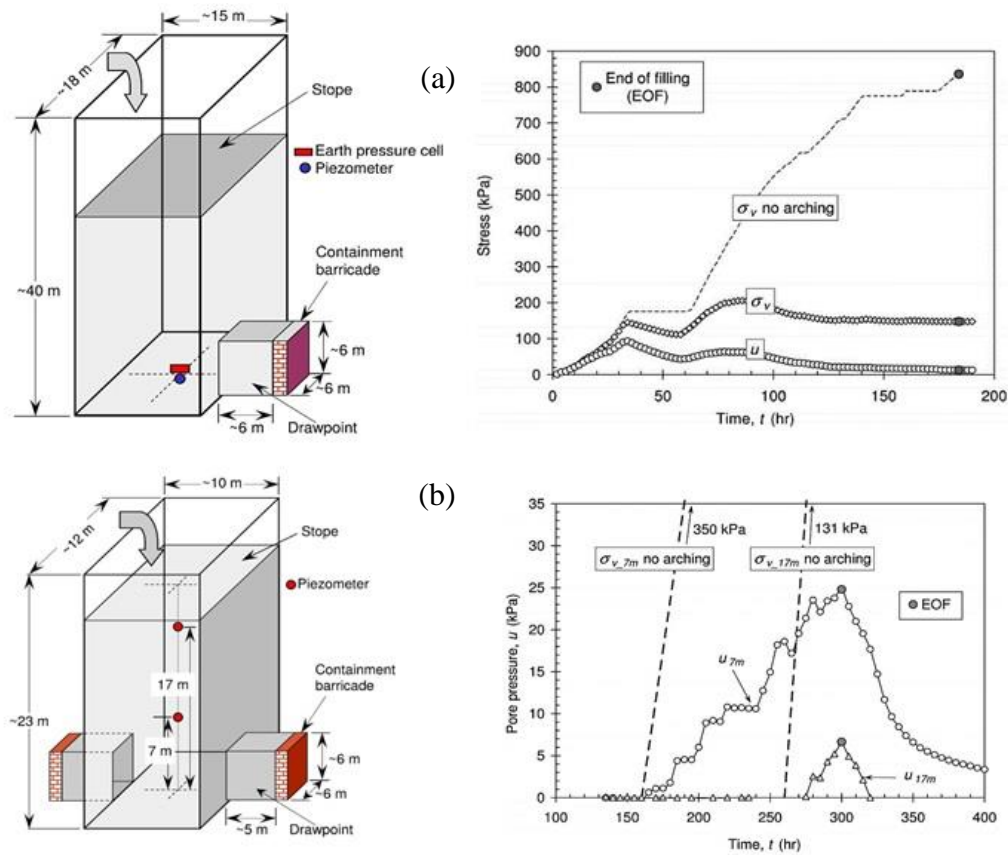 ~15 m
~18 m
(a)
Stope
Earth pressure cell
Piezometer
Containment
barricade
~40 m
~6 m
~6 m
~6 m
Drawpoint
900
800
700
600
500
400
300
200
100
0
Stress (kPa)
End of filling
(EOF)
σv no arching
σv
u
0
50
100
150
200
Time, t (hr)
~10 m
~12 m
(b)
Stope
Piezometer
17 m
Containment
barricade
~23 m
7 m
~6 m
~6 m
~5 m
Drawpoint
35
30
25
20
15
10
5
0
Pore pressure, u (kPa)
350 kPa
131 kPa
σv_7m no arching
σv_17m no arching
EOF
u7m
u17m
100
150
200
250
300
350
400
Time, t (hr)